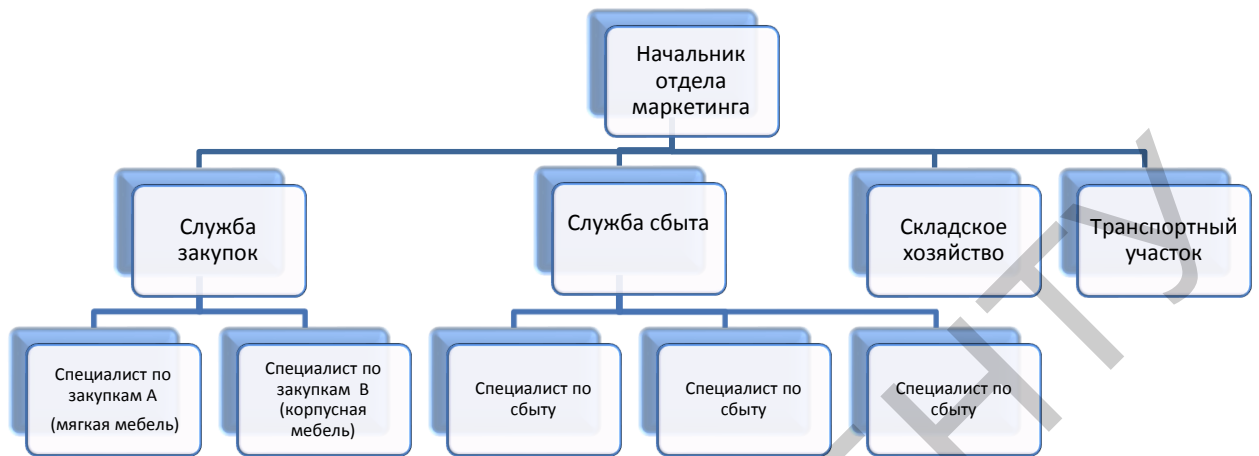 Начальник
отдела
маркетинга
Служба
закупок
Служба сбыта
Складское
хозяйство
Транспортный
участок
Специалист по
закупкам А
(мягкая мебель)
Специалист по
закупкам В
(корпусная
мебель)
Специалист по
сбыту
Специалист по
сбыту
Специалист по
сбыту
НТУ